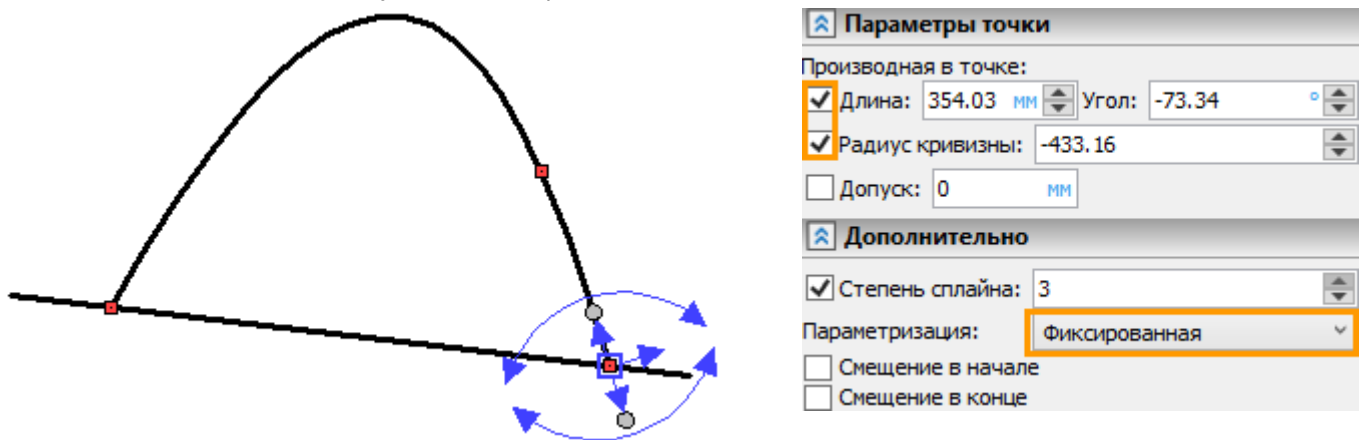 Параметры точки
Производная в точке:
Длина: 354.03 мм Угол: -73.34 °
Радиус кривизны: -433.16
Допуск: 0 мм
Дополнительно
Степень сплайна: 3
Параметризация: Фиксированная
Смещение в начале
Смещение в конце